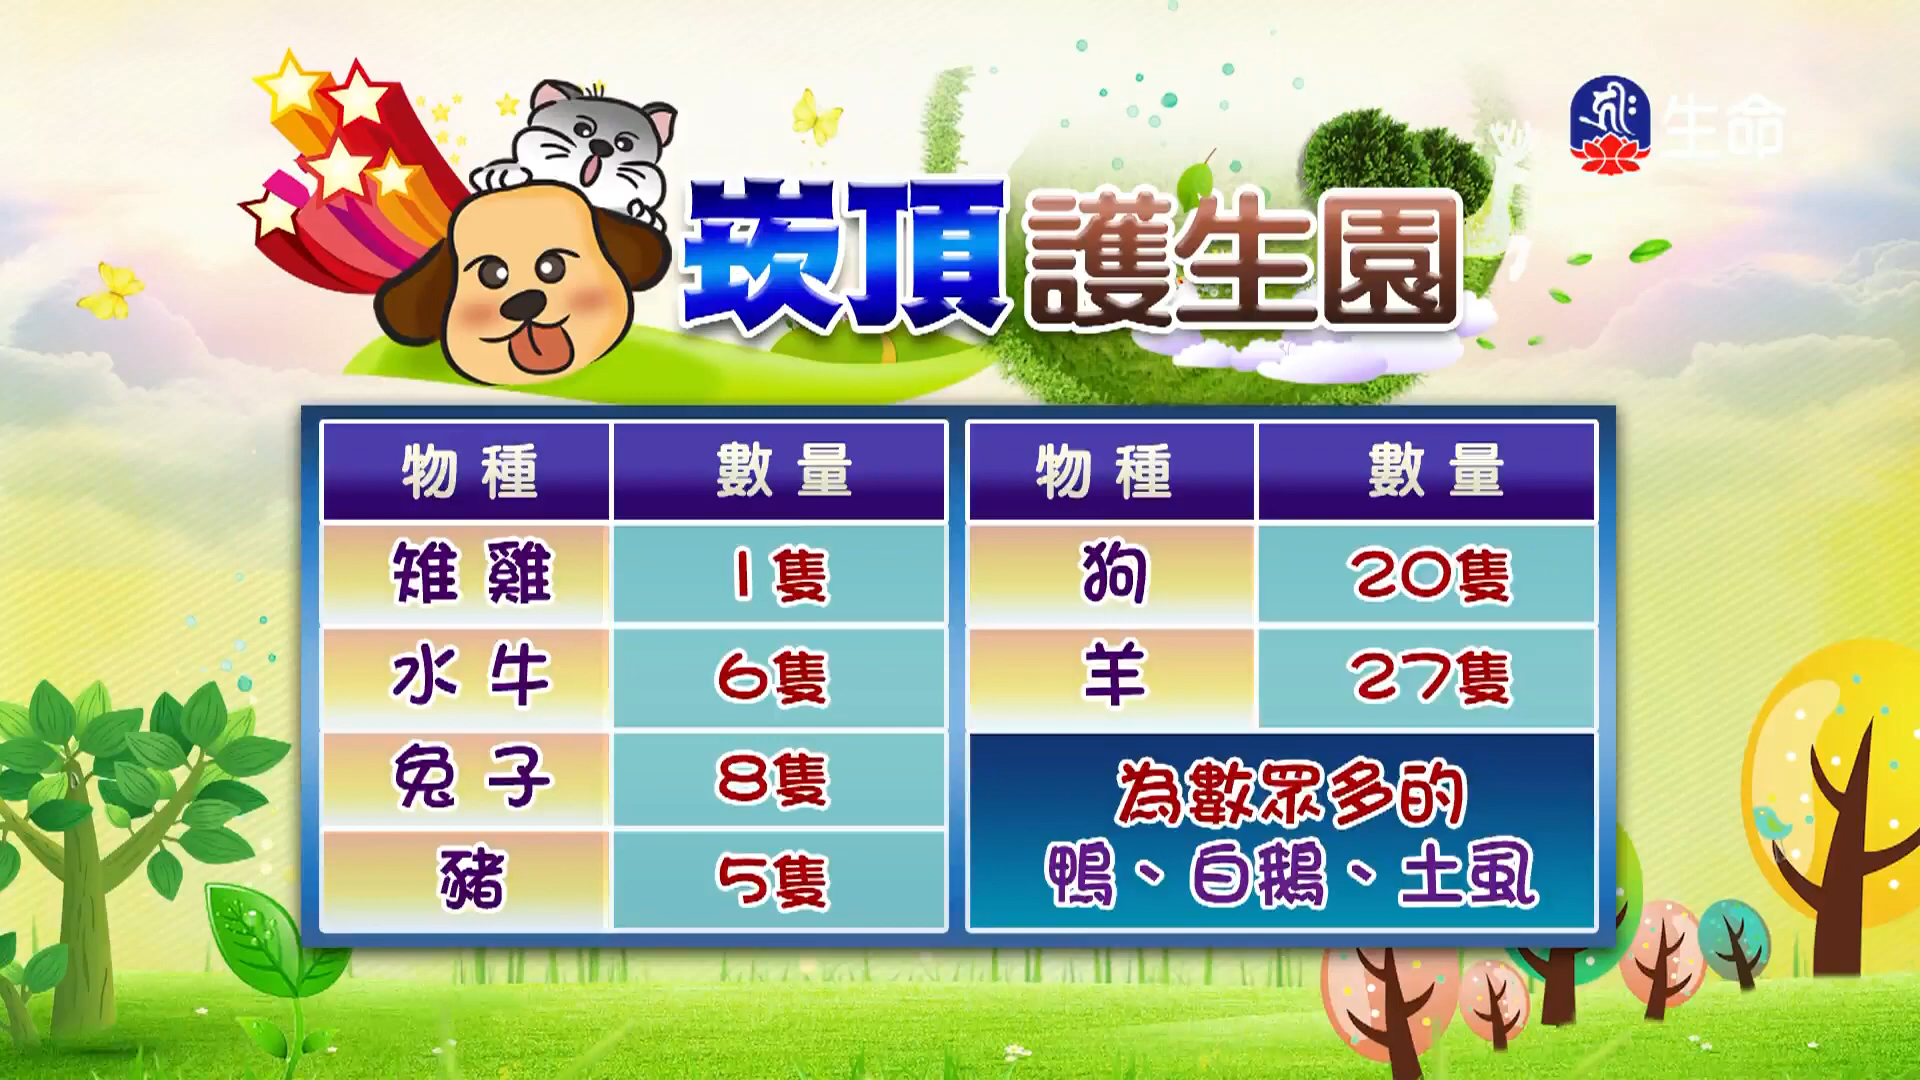 生命
崁頂護生園
物種 數量 物種 數量
雉雞 1隻 狗 20隻
水牛 6隻 羊 27隻
兔子 8隻
豬 5隻
為數眾多的
鴨、白鵝、土虱